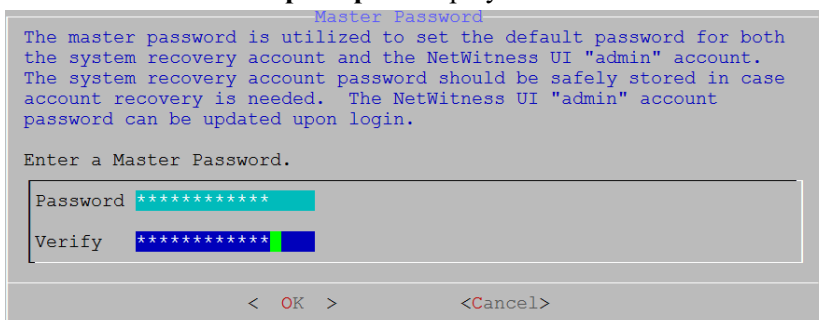 Master Password
The master password is utilized to set the default password for both
the system recovery account and the NetWitness UI "admin" account.
The system recovery account password should be safely stored in case
account recovery is needed.  The NetWitness UI "admin" account
password can be updated upon login.
Enter a Master Password.
Password ************
Verify ************
<  OK  > <Cancel>